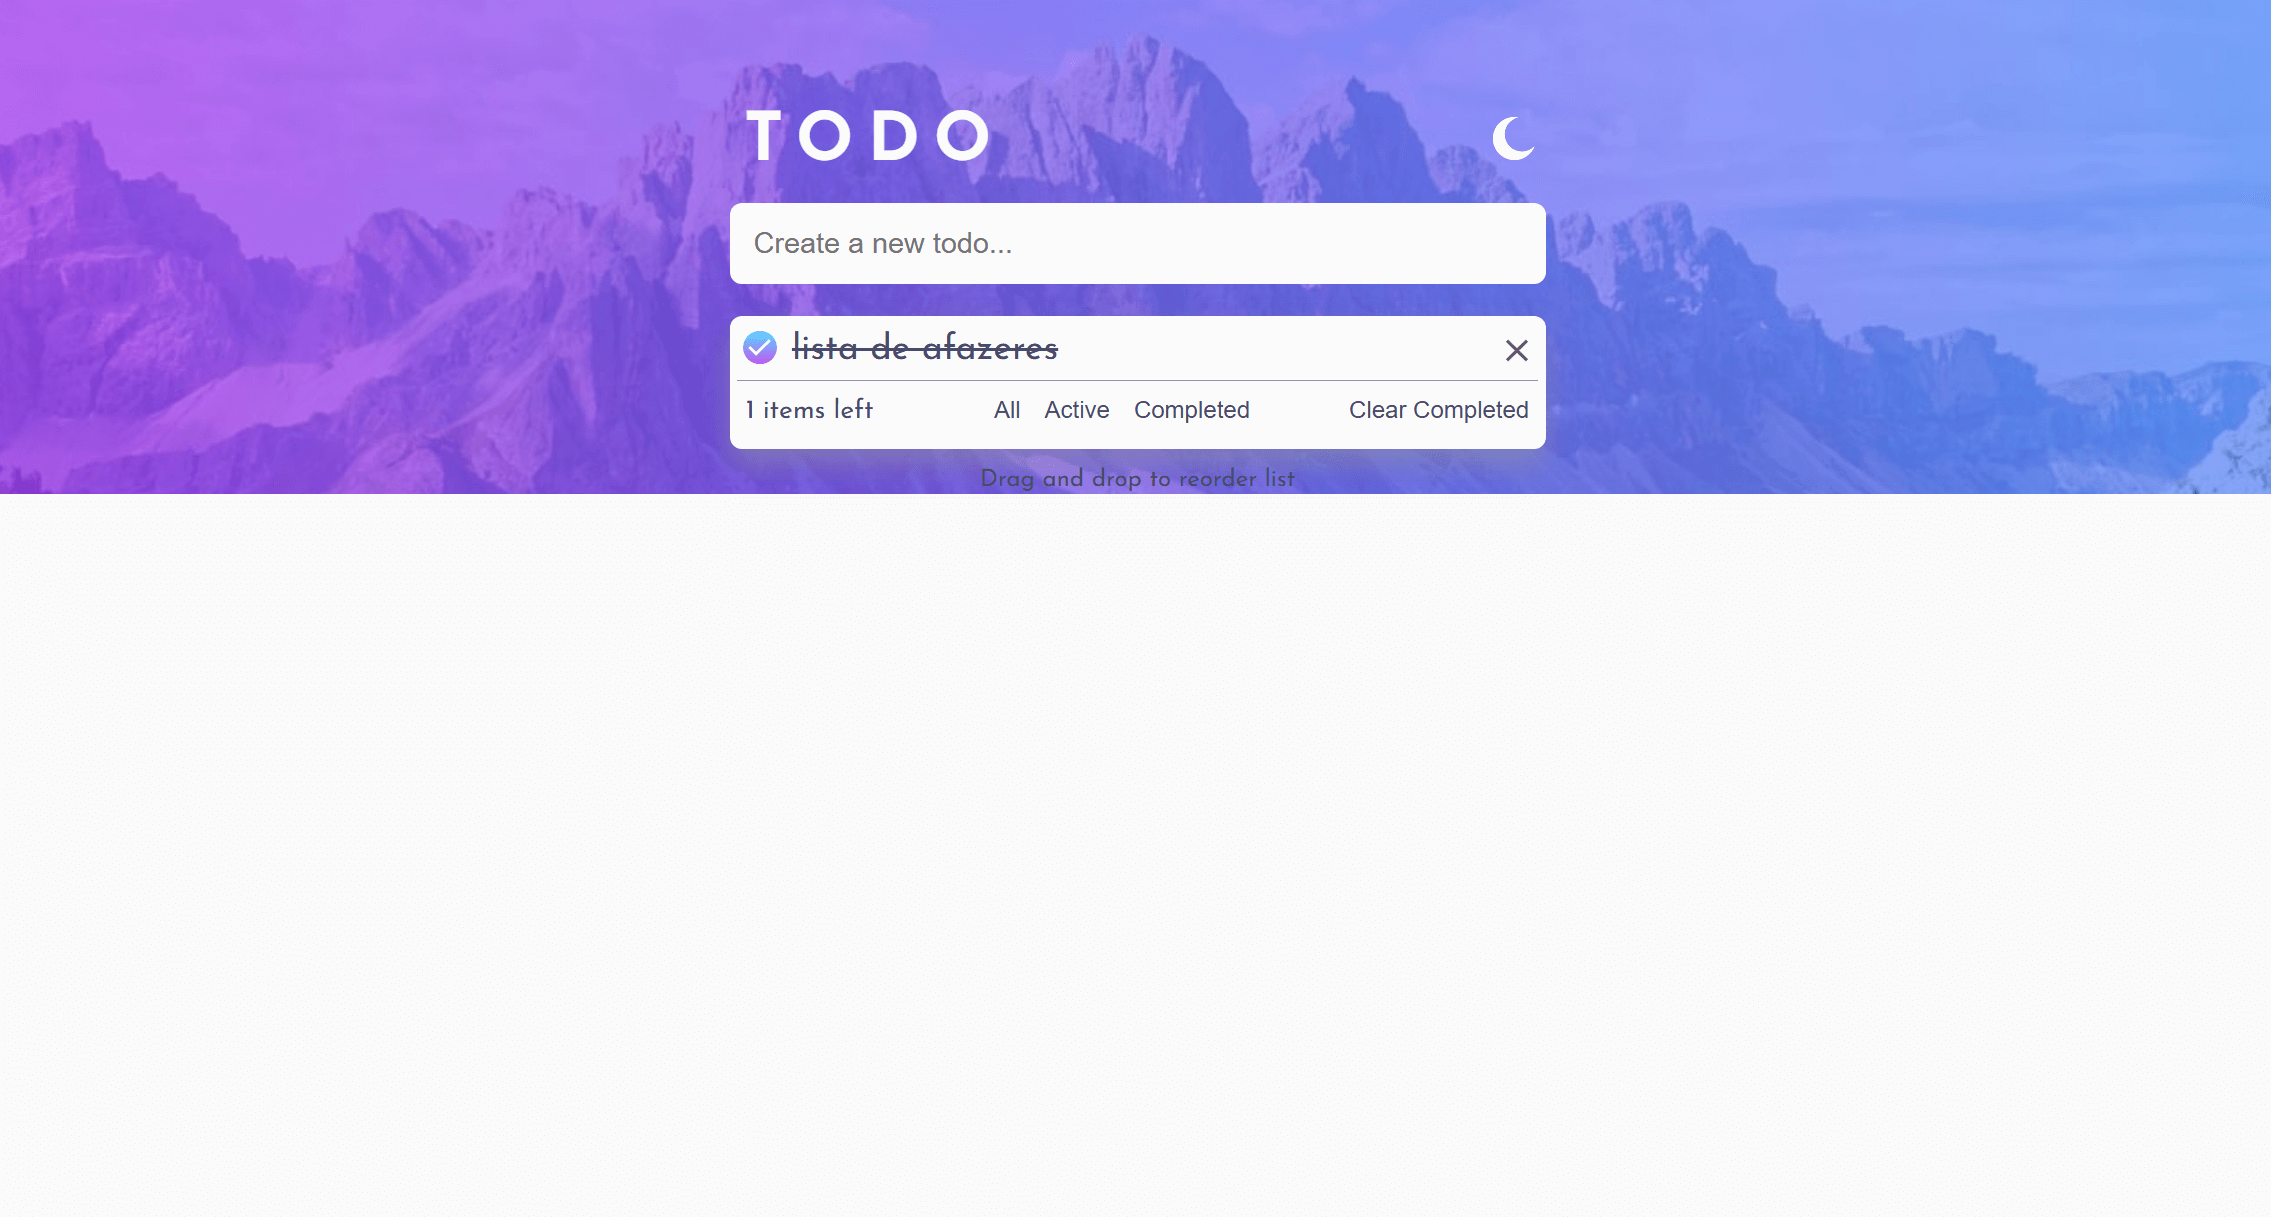 TODO
Create a new todo...
lista de afazeres
1 items left All Active Completed Clear Completed
Drag and drop to reorder list